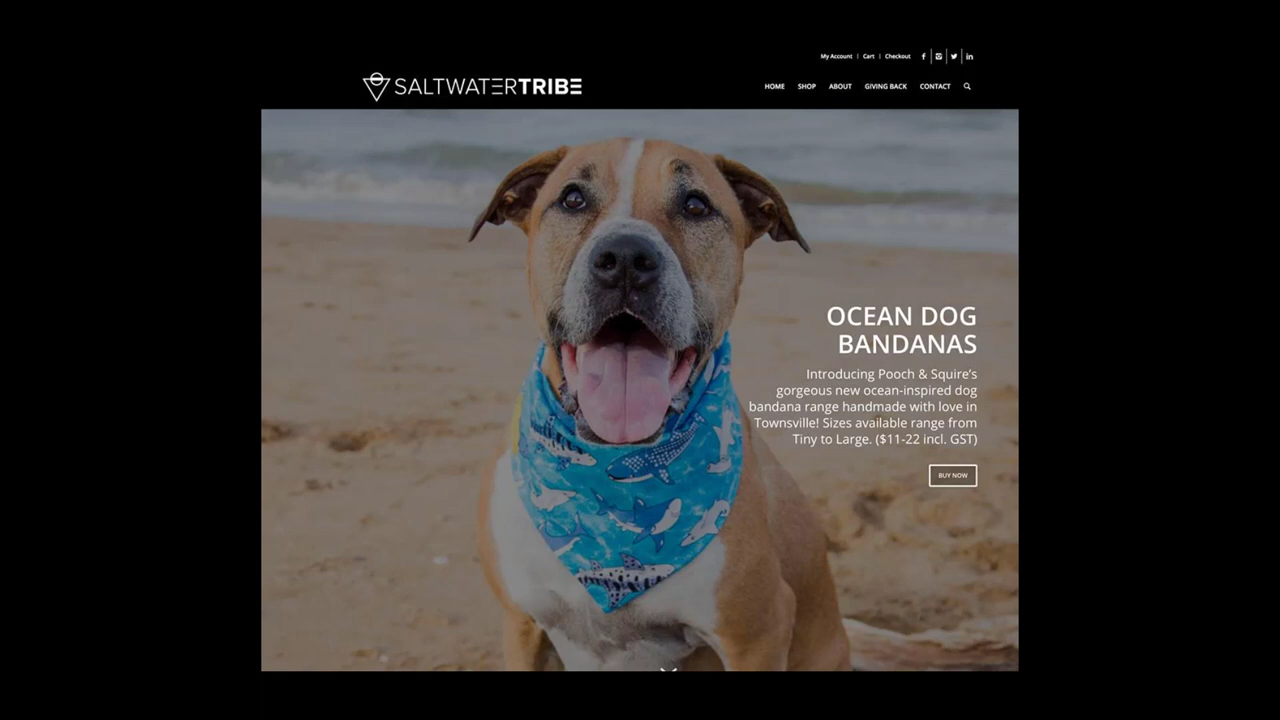 My Account | Cart | Checkout
SALTWATERTRIBE
HOME SHOP ABOUT GIVING BACK CONTACT
OCEAN DOG
BANDANAS
Introducing Pooch & Squire's
gorgeous new ocean-inspired dog
bandana range handmade with love in
Townsville! Sizes available range from
Tiny to Large. ($11-22 incl. GST)
BUY NOW